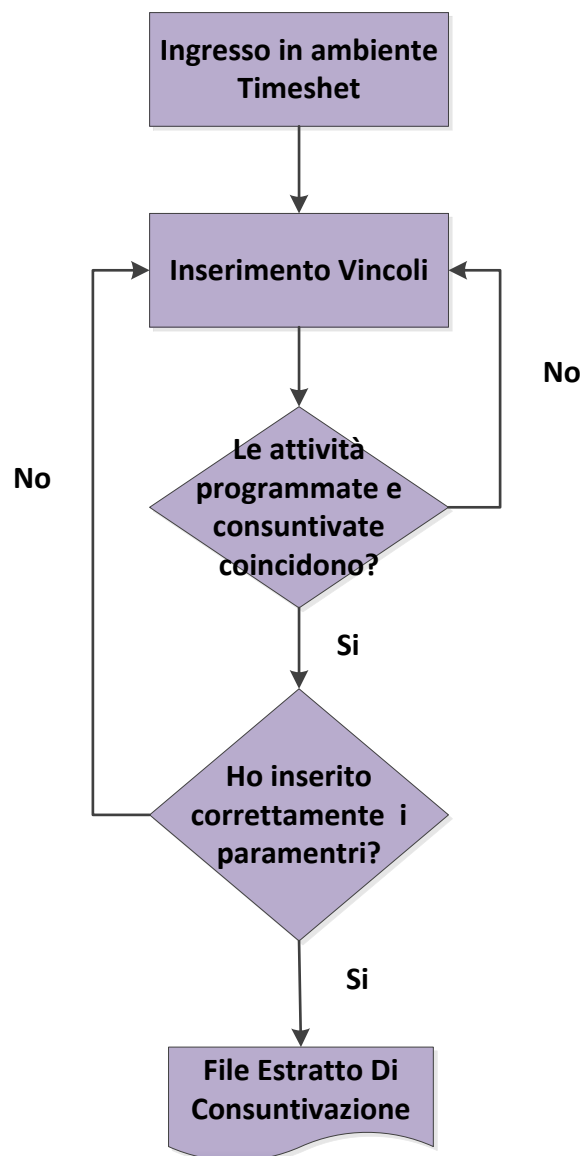 Ingresso in ambiente
Timeshet
Inserimento Vincoli
No
Le attività
programmate e
consuntivate
coincidono?
No
Si
Ho inserito
correttamente i
paramentri?
Si
File Estratto Di
Consuntivazione